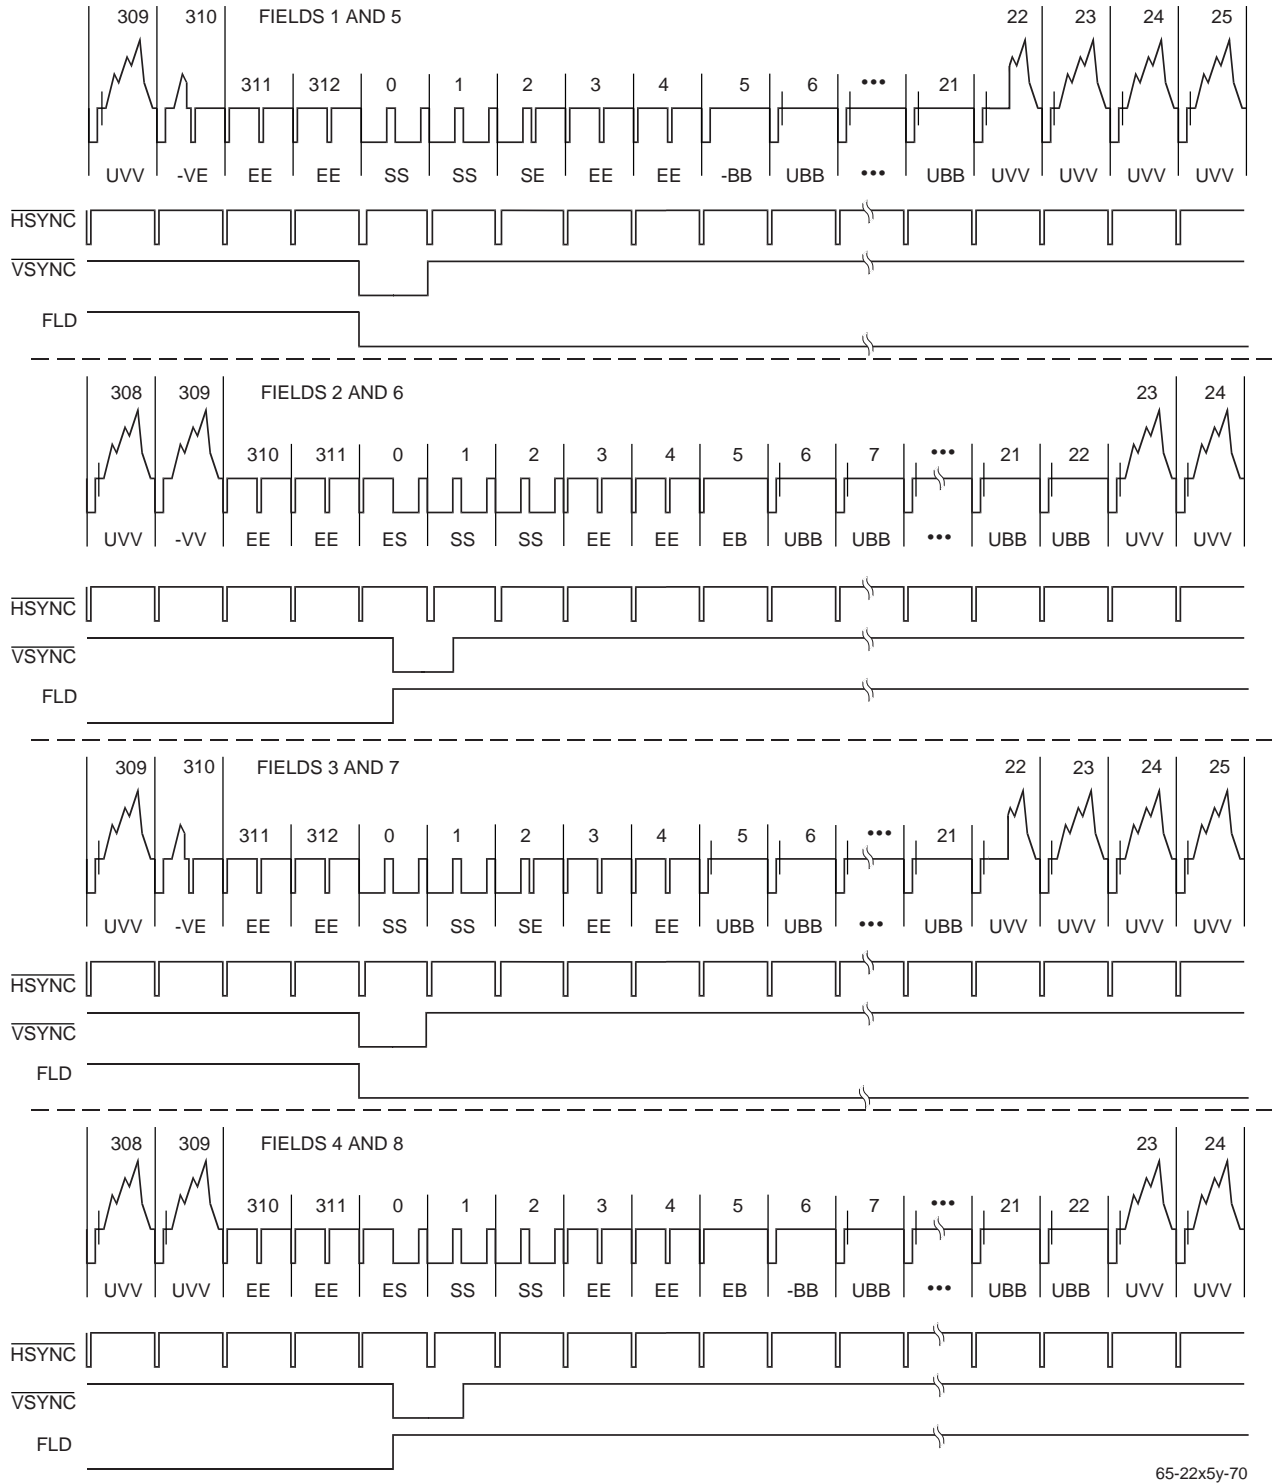 309 310 FIELDS 1 AND 5 22 23 24 25
311 312 0 1 2 3 4 5 6 ••• 21
UVV -VE EE EE SS SS SE EE EE -BB UBB ••• UBB UVV UVV UVV UVV
HSYNC
VSYNC
FLD
308 309 FIELDS 2 AND 6 23 24
310 311 0 1 2 3 4 5 6 7 ••• 21 22
UVV -VV EE EE ES SS SS EE EE EB UBB UBB ••• UBB UBB UVV UVV
HSYNC
VSYNC
FLD
309 310 FIELDS 3 AND 7 22 23 24 25
311 312 0 1 2 3 4 5 6 ••• 21
UVV -VE EE EE SS SS SE EE EE UBB UBB ••• UBB UVV UVV UVV UVV
HSYNC
VSYNC
FLD
308 309 FIELDS 4 AND 8 23 24
310 311 0 1 2 3 4 5 6 7 ••• 21 22
UVV UVV EE EE ES SS SS EE EE EB -BB UBB ••• UBB UBB UVV UVV
HSYNC
VSYNC
FLD
65-22x5y-70